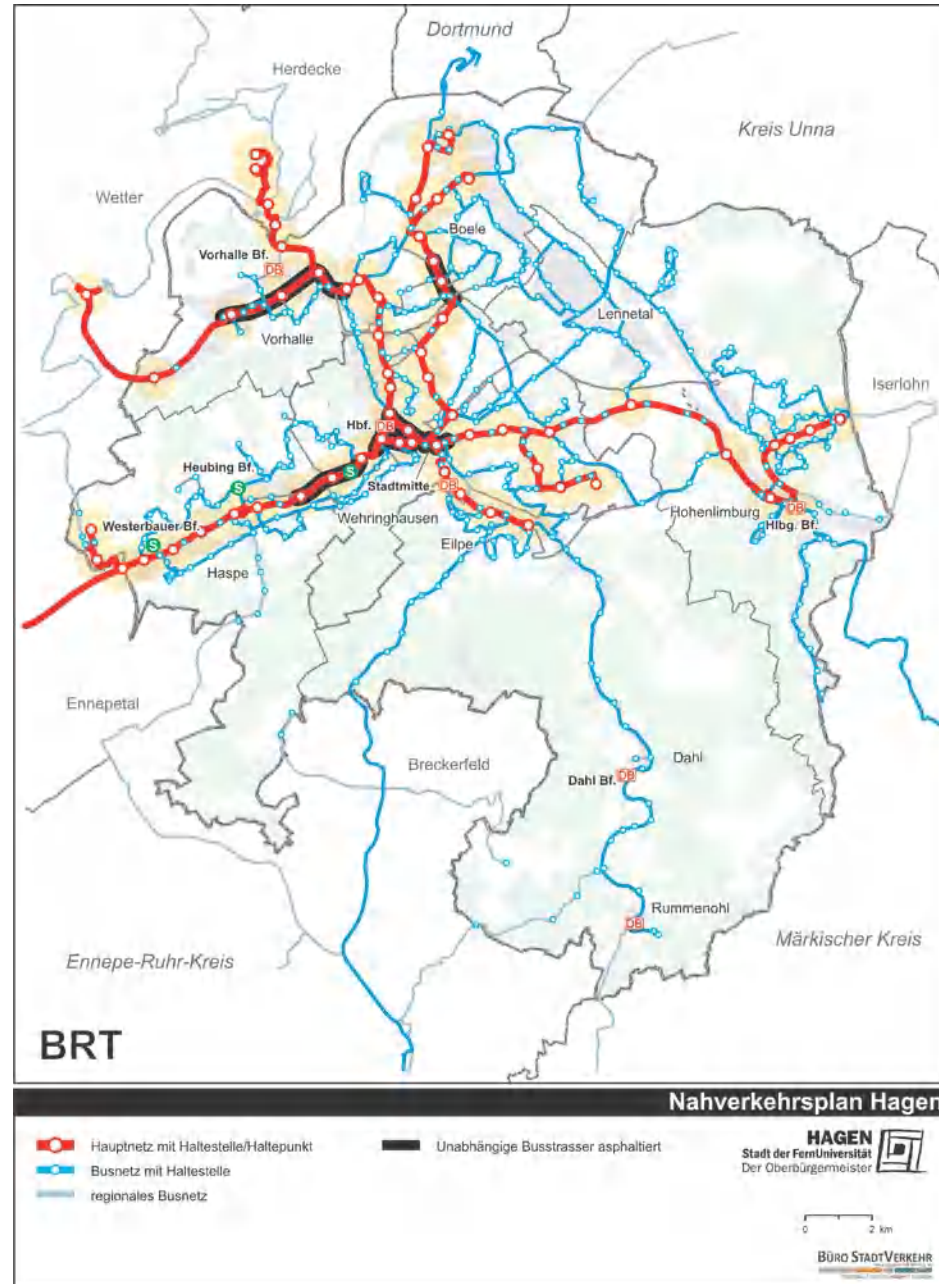 Dortmund
Herdecke
Kreis Unna
Wetter
Boele
Vorhalle Bf.
DB
Vorhalle
Lennetal
Iserlohn
Hbf.
DB
Heubing Bf.
S
S
Stadtmitte
DB
Wehringhausen
Hohenlimburg
DB
Hlbg. Bf.
Westerbauer Bf.
S
Eilpe
Haspe
Ennepetal
Breckerfeld
Dahl
Dahl Bf.
DB
Rummenohl
DB
Märkischer Kreis
Ennepe-Ruhr-Kreis
BRT
Nahverkehrsplan Hagen
Hauptnetz mit Haltestelle/Haltepunkt
Busnetz mit Haltestelle
regionales Busnetz
Unabhängige Busstrasser asphaltiert
HAGEN
Stadt der FernUniversität
Der Oberbürgermeister
0 2 km
BÜRO STADTVERKEHR